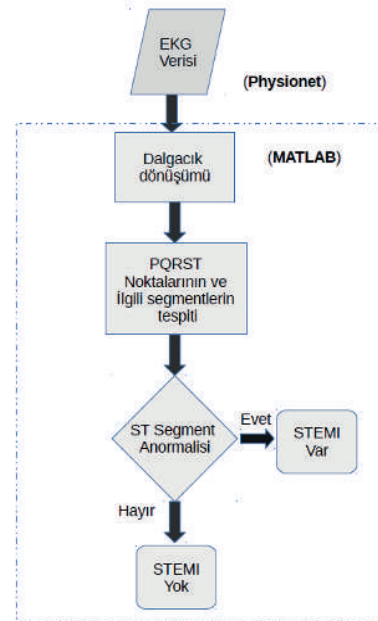 EKG
Verisi
(Physionet)
Dalgacık
dönüşümü
(MATLAB)
PQRST
Noktalarının ve
İlgili segmentlerin
tespiti
ST Segment
Anormalisi
Evet
STEMI
Var
Hayır
STEMI
Yok